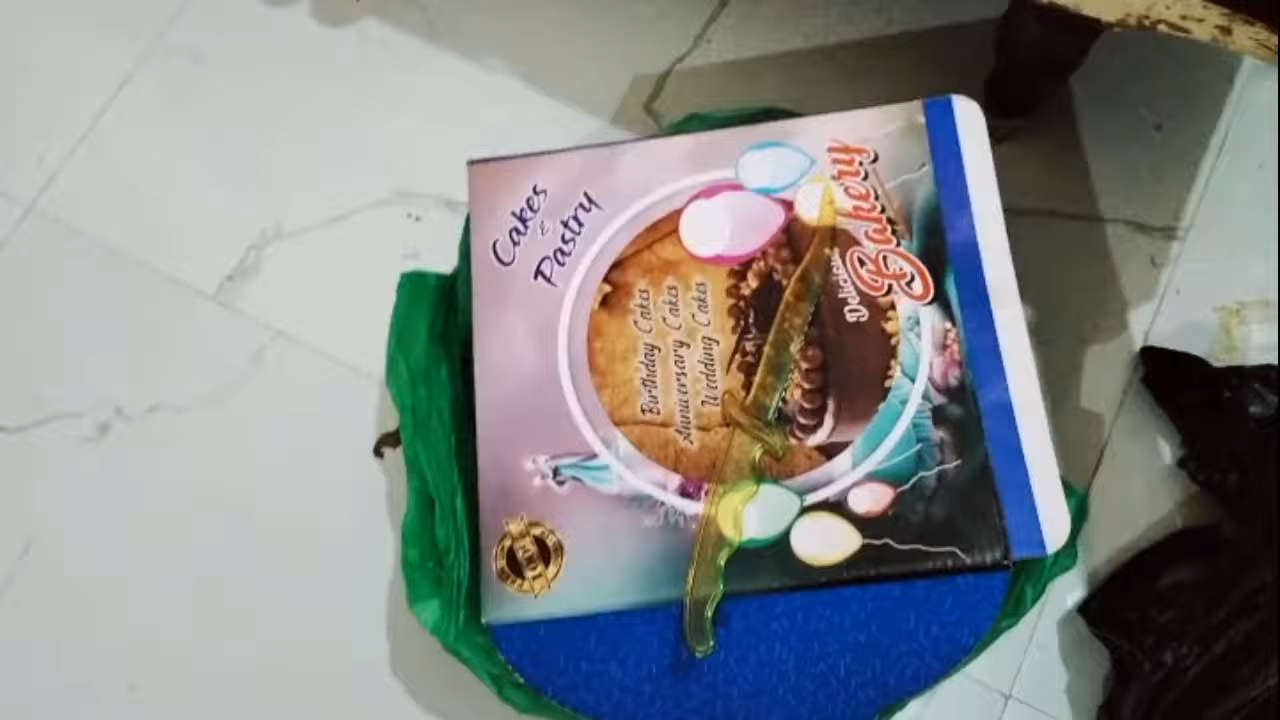 Cakes
&
Pastry
Delicious
Bakery
Birthday Cakes
Anniversary Cakes
Wedding Cakes